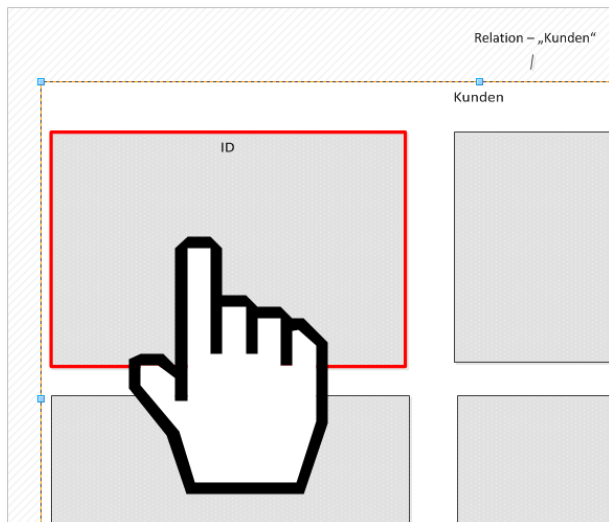 Relation – „Kunden“
Kunden
ID